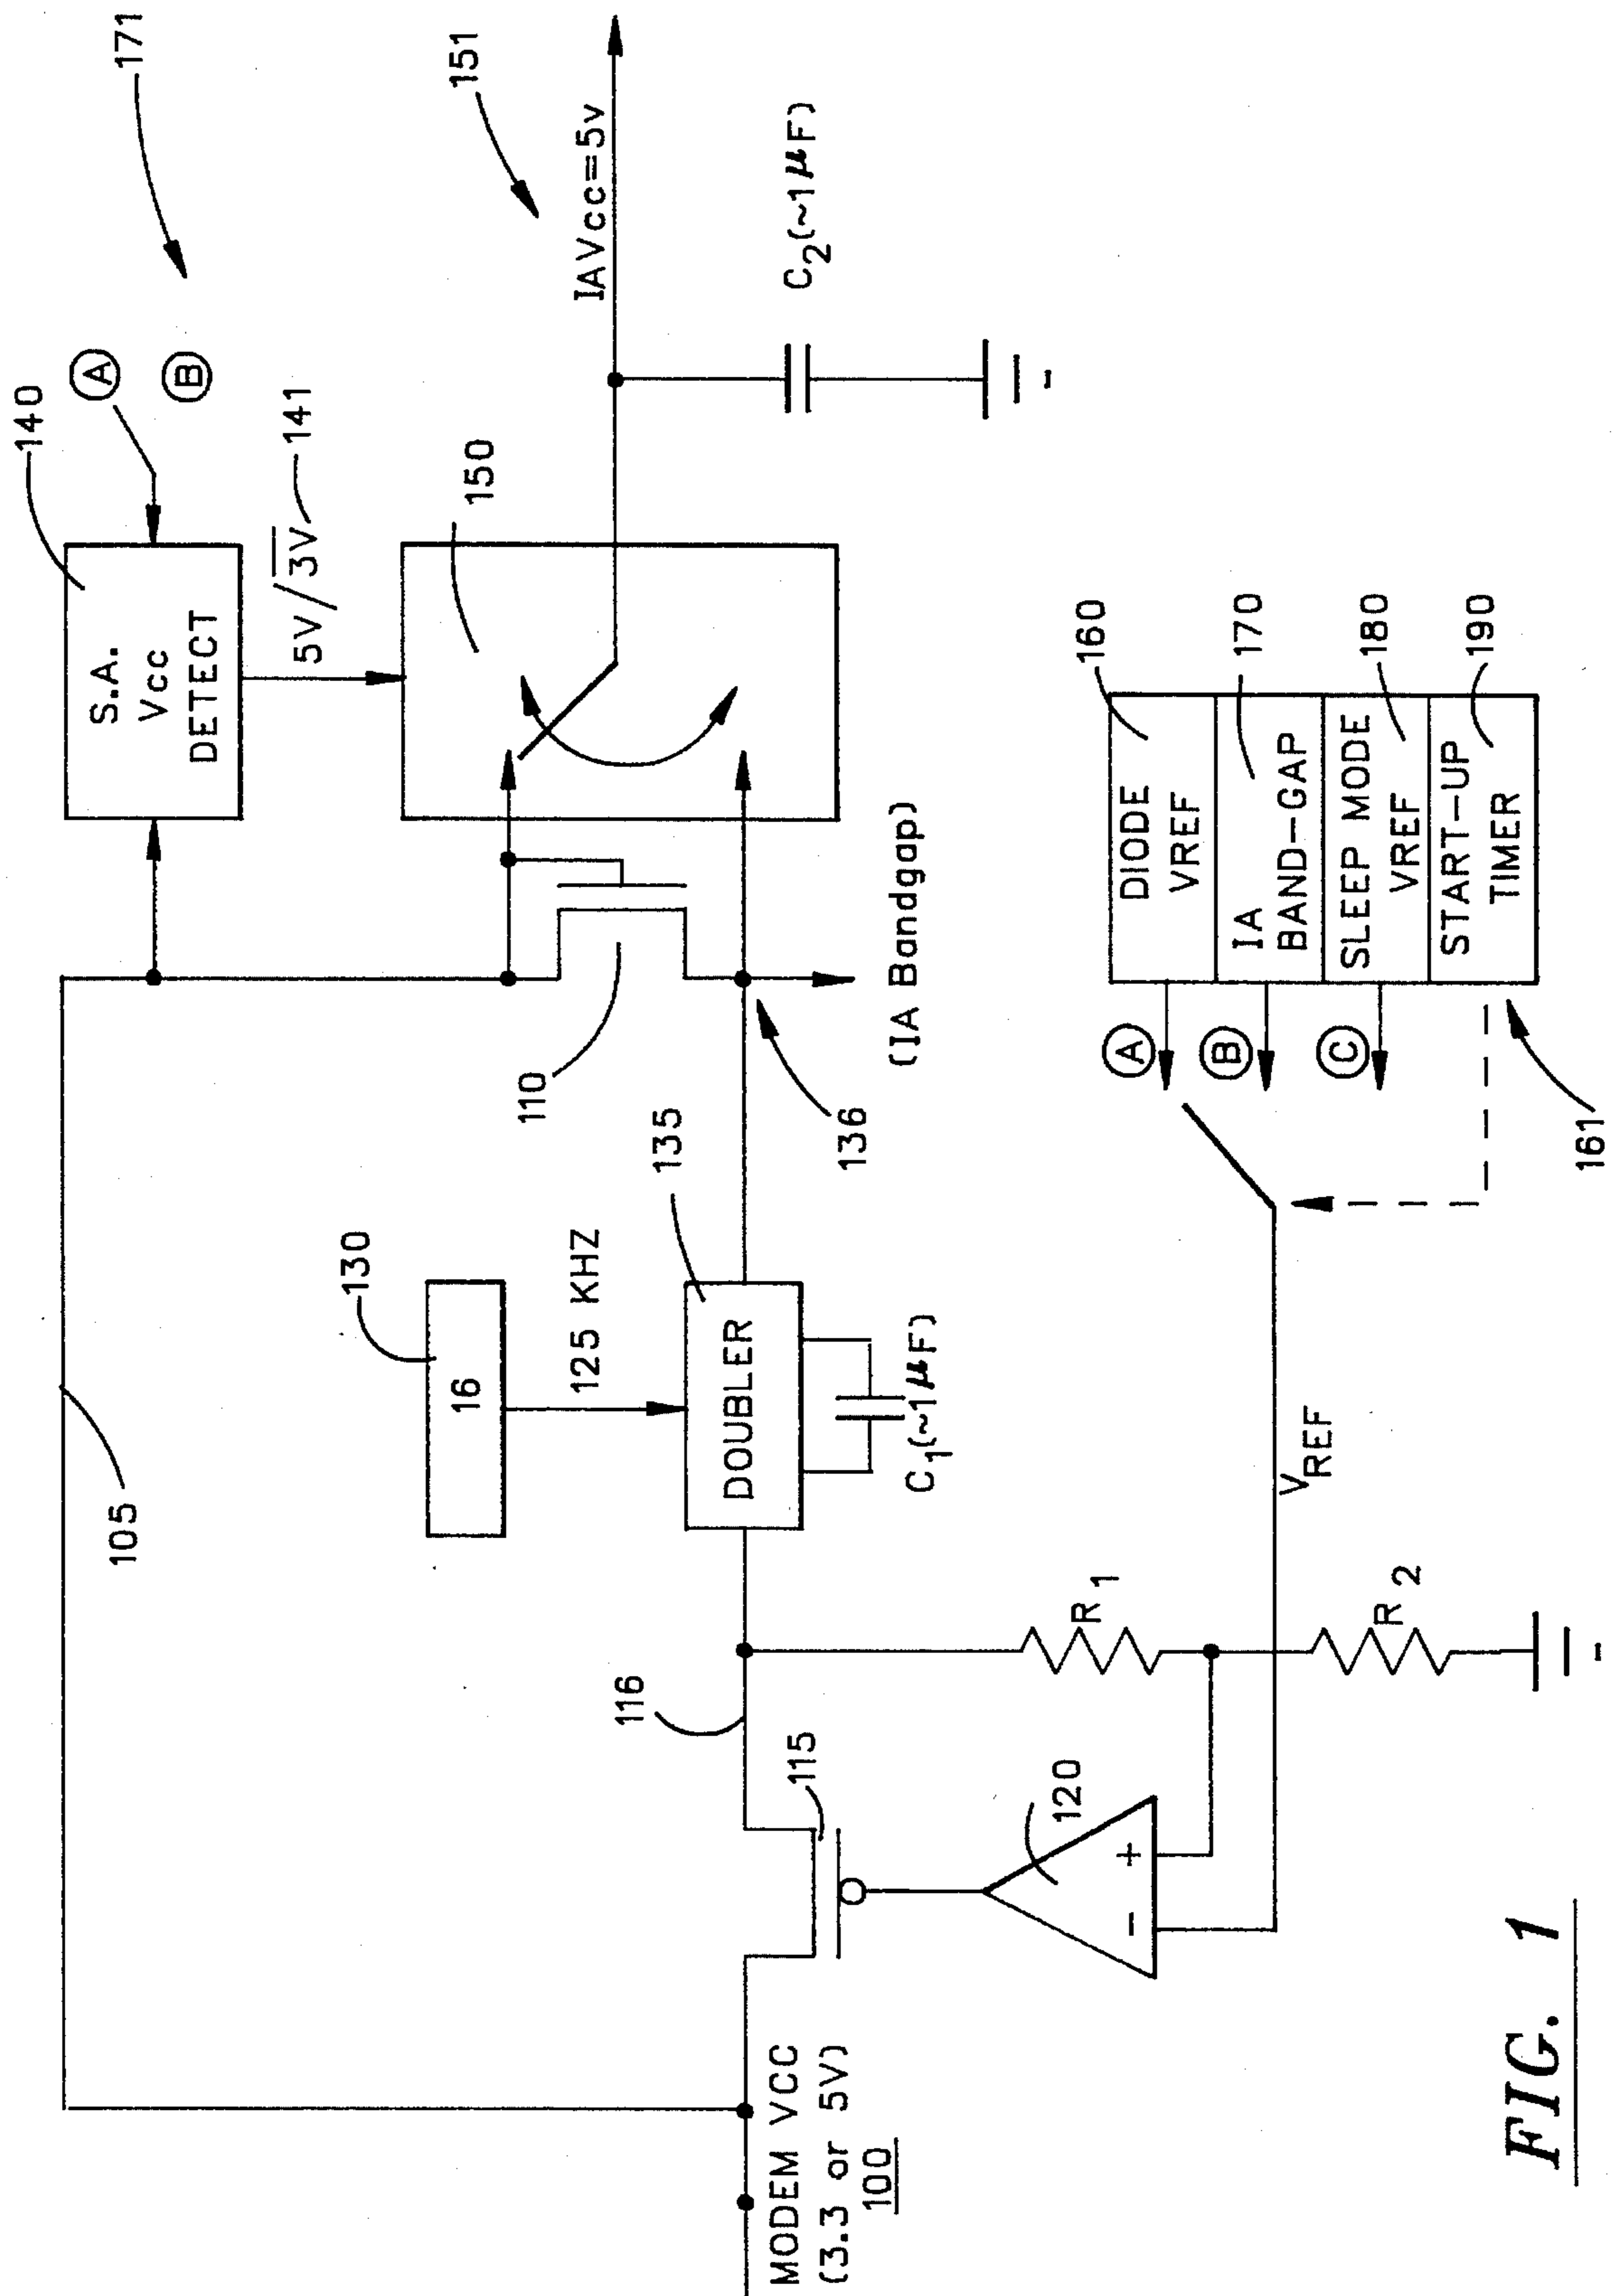 171
140
A
B
S.A.
Vcc
DETECT
5V/3̅V̅
141
151
IAVcc=5v
150
C2(~1µF)
105
110
130
16
125 KHZ
135
DOUBLER
C1(~1µF)
136
(IA Bandgap)
116
115
MODEM VCC
(3.3 or 5V)
100
120
- +
R1
R2
VREF
A
B
C
DIODE
VREF
160
IA
BAND-GAP
170
SLEEP MODE
VREF
180
START-UP
TIMER
190
161
FIG. 1